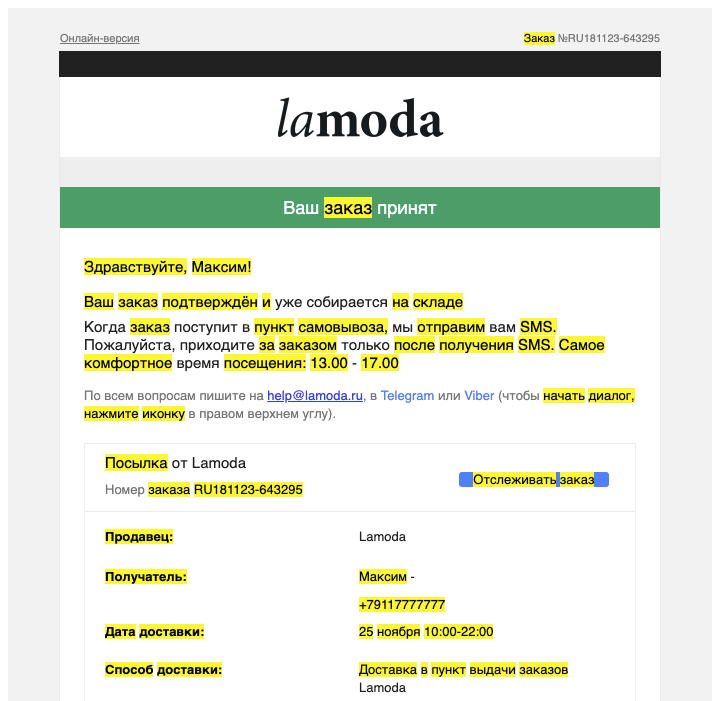 Онлайн-версия
Заказ №RU181123-643295
lamoda
Ваш заказ принят
Здравствуйте, Максим!
Ваш заказ подтверждён и уже собирается на складе
Когда заказ поступит в пункт самовывоза, мы отправим вам SMS.
Пожалуйста, приходите за заказом только после получения SMS. Самое
комфортное время посещения: 13.00 - 17.00
По всем вопросам пишите на help@lamoda.ru, в Telegram или Viber (чтобы начать диалог,
нажмите иконку в правом верхнем углу).
Посылка от Lamoda
Номер заказа RU181123-643295
Отслеживать заказ
Продавец:
Lamoda
Получатель:
Максим -
+79117777777
Дата доставки:
25 ноября 10:00-22:00
Способ доставки:
Доставка в пункт выдачи заказов
Lamoda